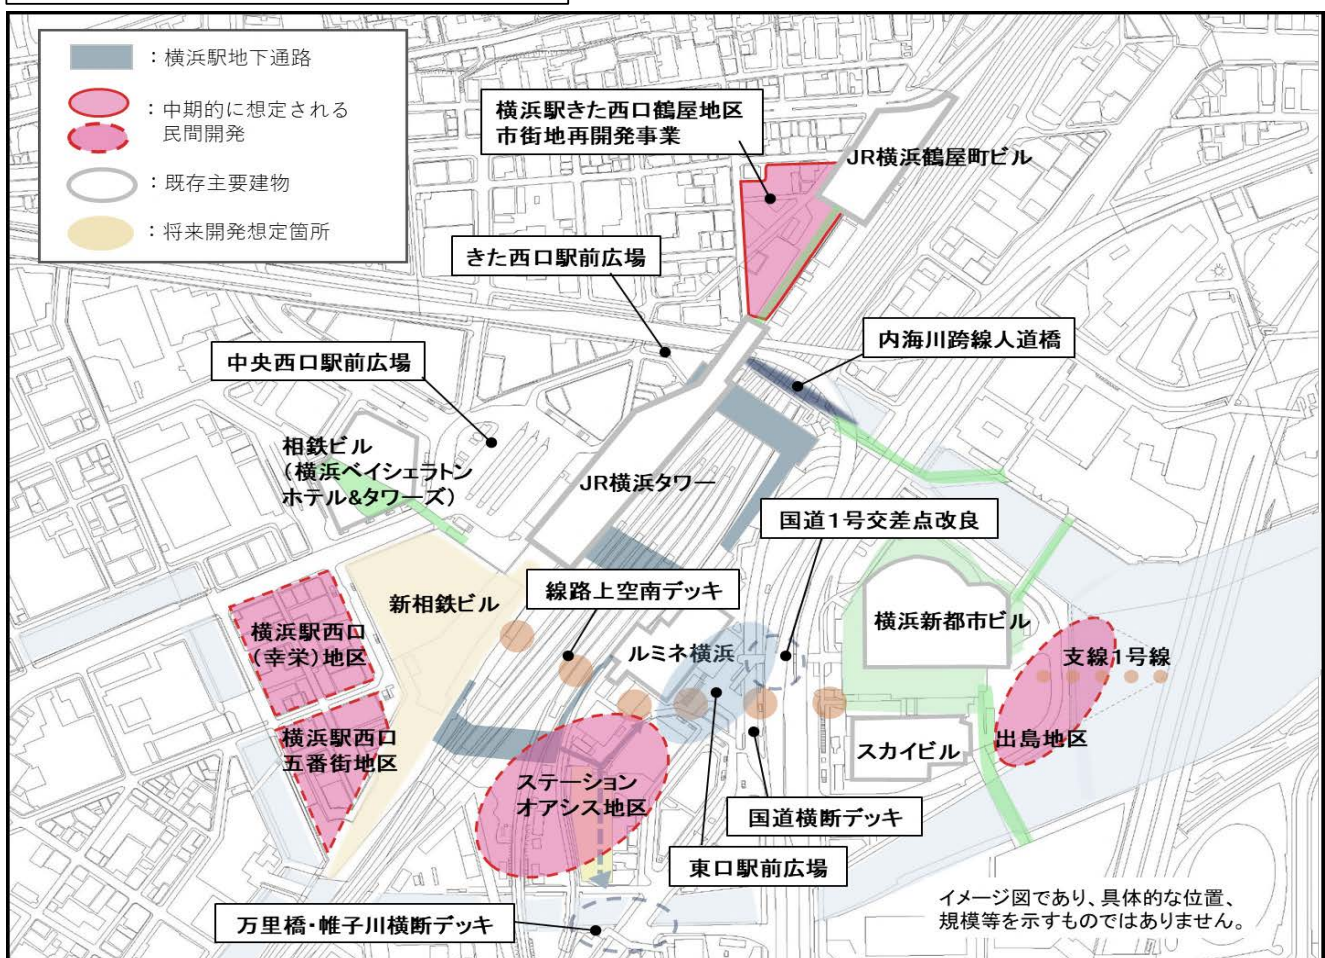 ：横浜駅地下通路
：中期的に想定される
民間開発
：既存主要建物
：将来開発想定箇所
横浜駅きた西口鶴屋地区
市街地再開発事業
JR横浜鶴屋町ビル
きた西口駅前広場
内海川跨線人道橋
中央西口駅前広場
相鉄ビル
（横浜ベイシェラトン
ホテル&タワーズ）
JR横浜タワー
国道１号交差点改良
新相鉄ビル
線路上空南デッキ
横浜新都市ビル
横浜駅西口
（幸栄）地区
ルミネ横浜
支線１号線
横浜駅西口
五番街地区
出島地区
スカイビル
ステーション
オアシス地区
国道横断デッキ
東口駅前広場
万里橋・帷子川横断デッキ
イメージ図であり、具体的な位置、
規模等を示すものではありません。